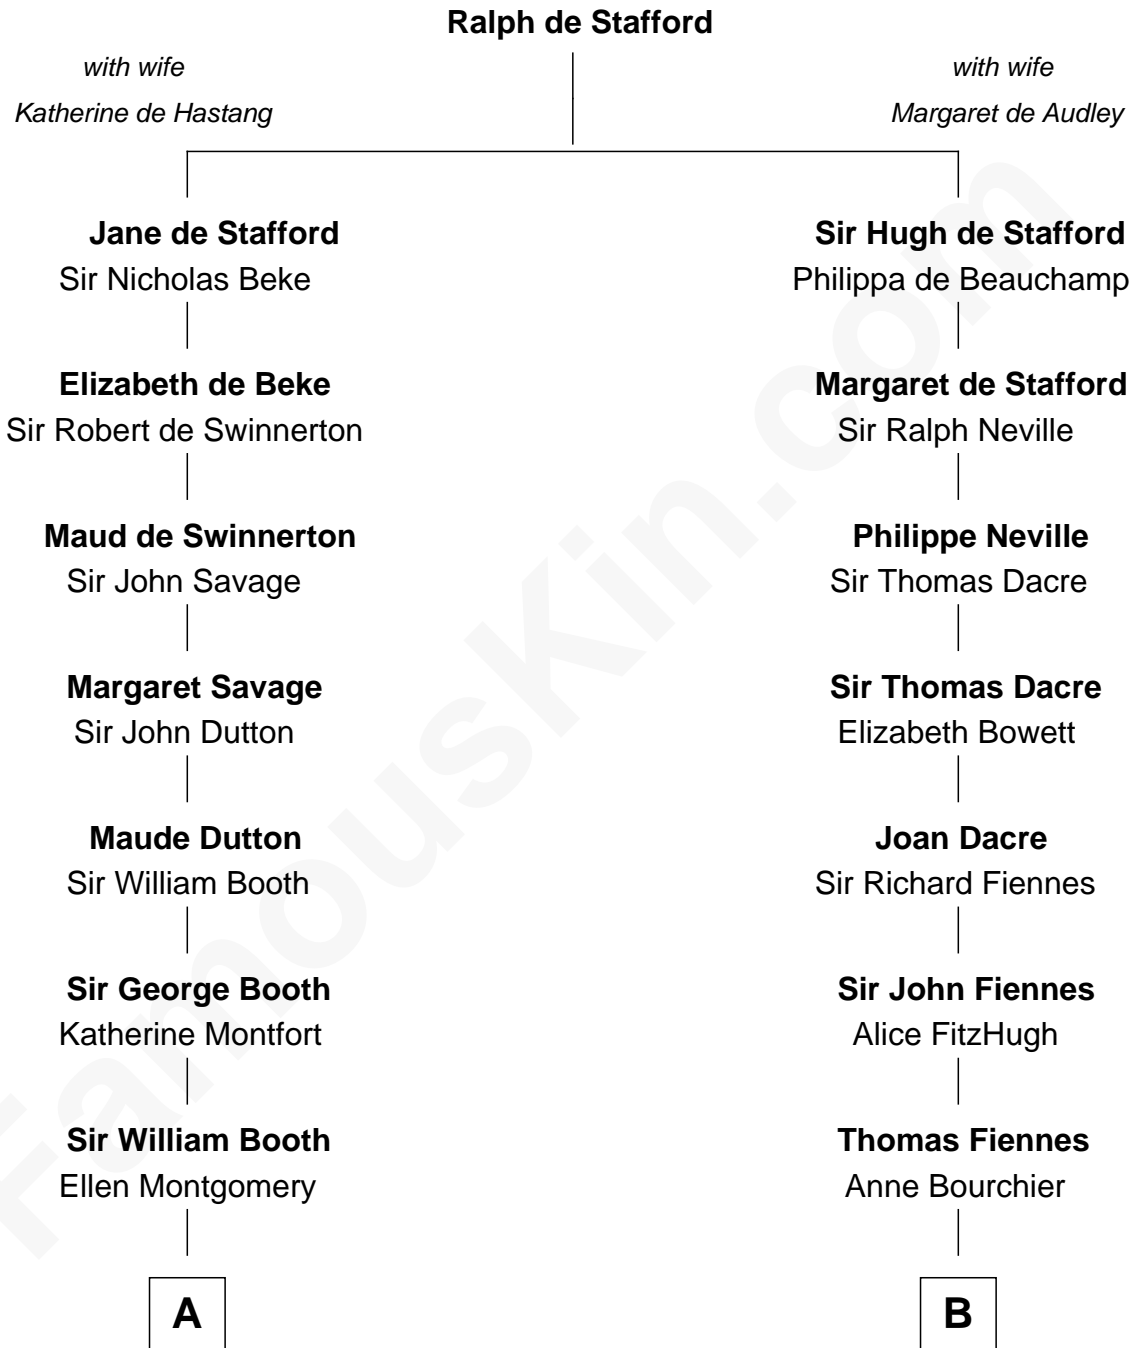 Ralph de Stafford
with wife
Katherine de Hastang
with wife
Margaret de Audley
Jane de Stafford
Sir Nicholas Beke
Sir Hugh de Stafford
Philippa de Beauchamp
Elizabeth de Beke
Sir Robert de Swinnerton
Margaret de Stafford
Sir Ralph Neville
Maud de Swinnerton
Sir John Savage
Philippe Neville
Sir Thomas Dacre
Margaret Savage
Sir John Dutton
Sir Thomas Dacre
Elizabeth Bowett
Maude Dutton
Sir William Booth
Joan Dacre
Sir Richard Fiennes
Sir George Booth
Katherine Montfort
Sir John Fiennes
Alice FitzHugh
Sir William Booth
Ellen Montgomery
Thomas Fiennes
Anne Bourchier
A
B
FamousKin.com